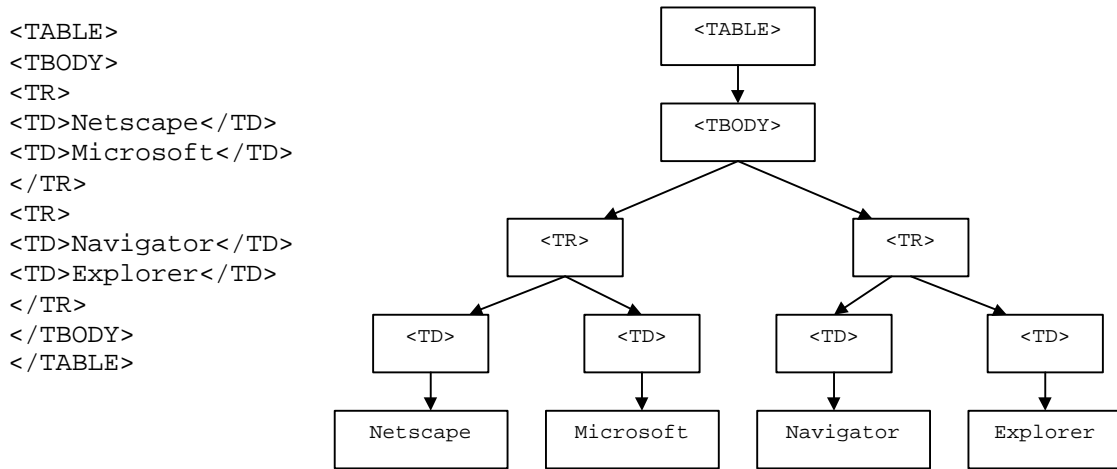 <TABLE>
<TBODY>
<TR>
<TD>Netscape</TD>
<TD>Microsoft</TD>
</TR>
<TR>
<TD>Navigator</TD>
<TD>Explorer</TD>
</TR>
</TBODY>
</TABLE>
<TABLE>
<TBODY>
<TR>
<TR>
<TD>
<TD>
<TD>
<TD>
Netscape
Microsoft
Navigator
Explorer